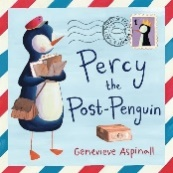 Percy
the
Post-Penguin
Genevieve Aspinall